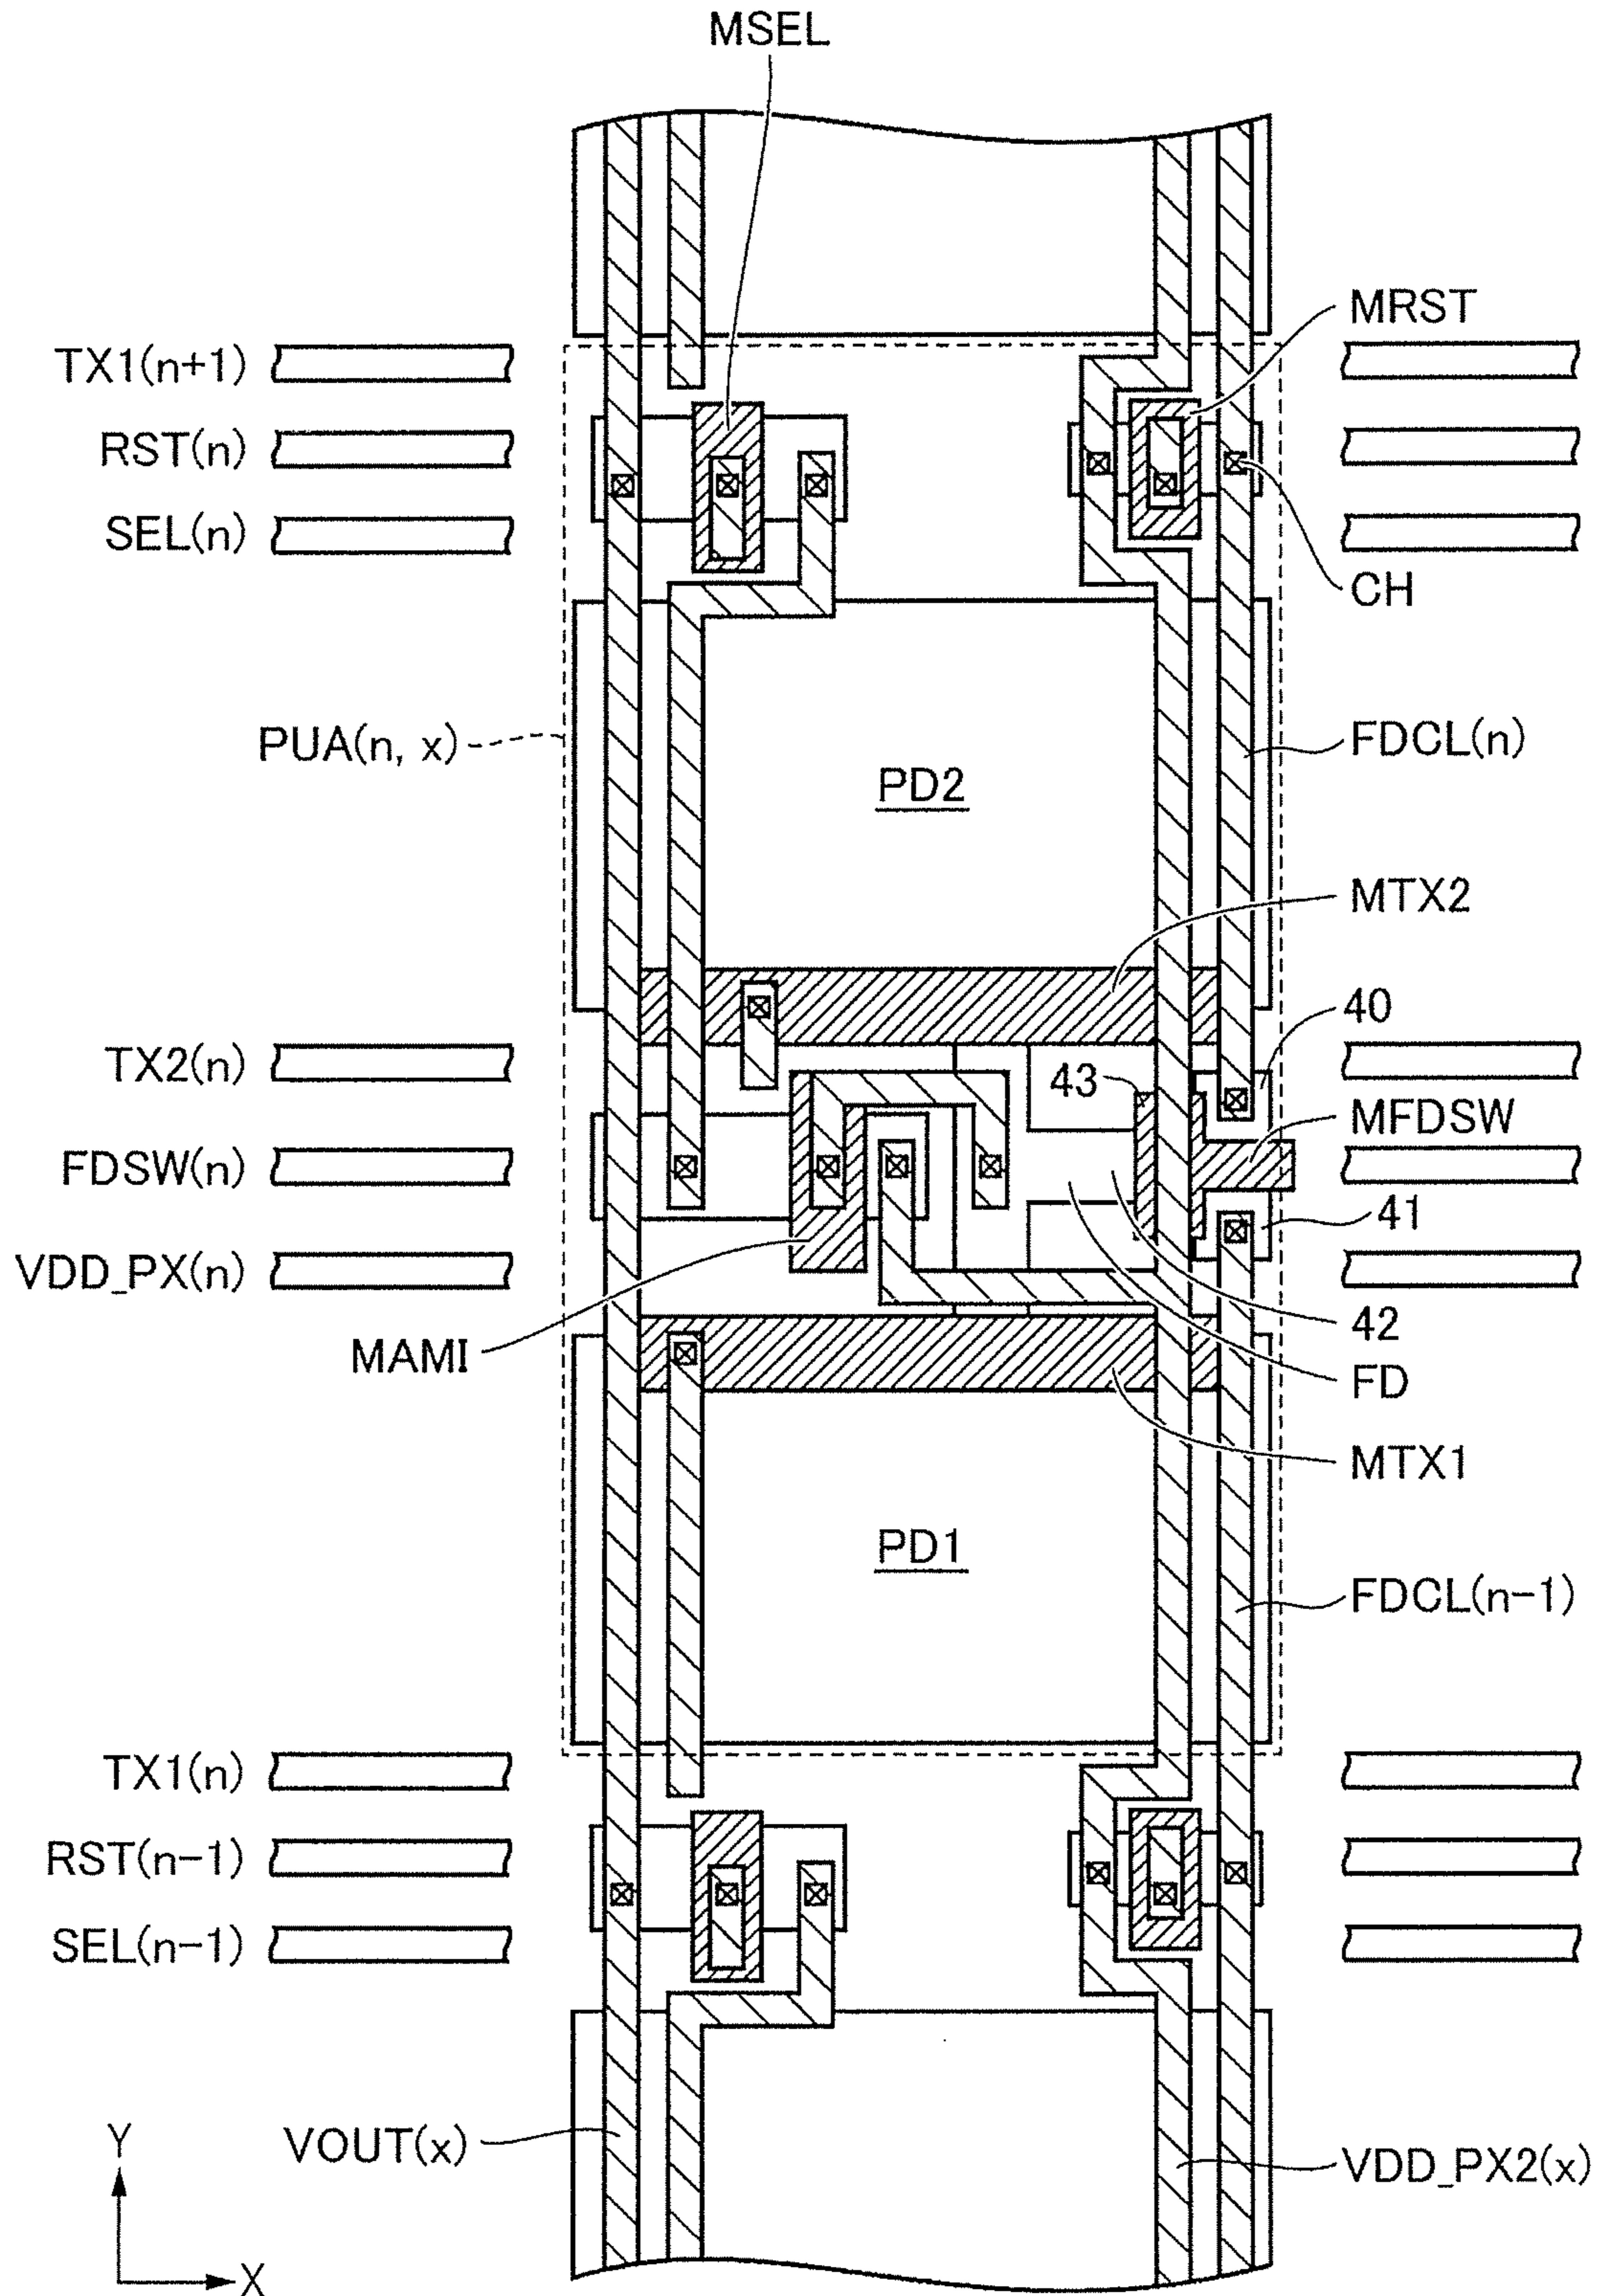 MSEL
MRST
TX1(n+1)
RST(n)
SEL(n)
CH
PUA(n, x)
FDCL(n)
PD2
MTX2
40
TX2(n)
43
MFDSW
FDSW(n)
41
VDD_PX(n)
42
MAMI
FD
MTX1
PD1
FDCL(n-1)
TX1(n)
RST(n-1)
SEL(n-1)
Y
VOUT(x)
VDD_PX2(x)
X